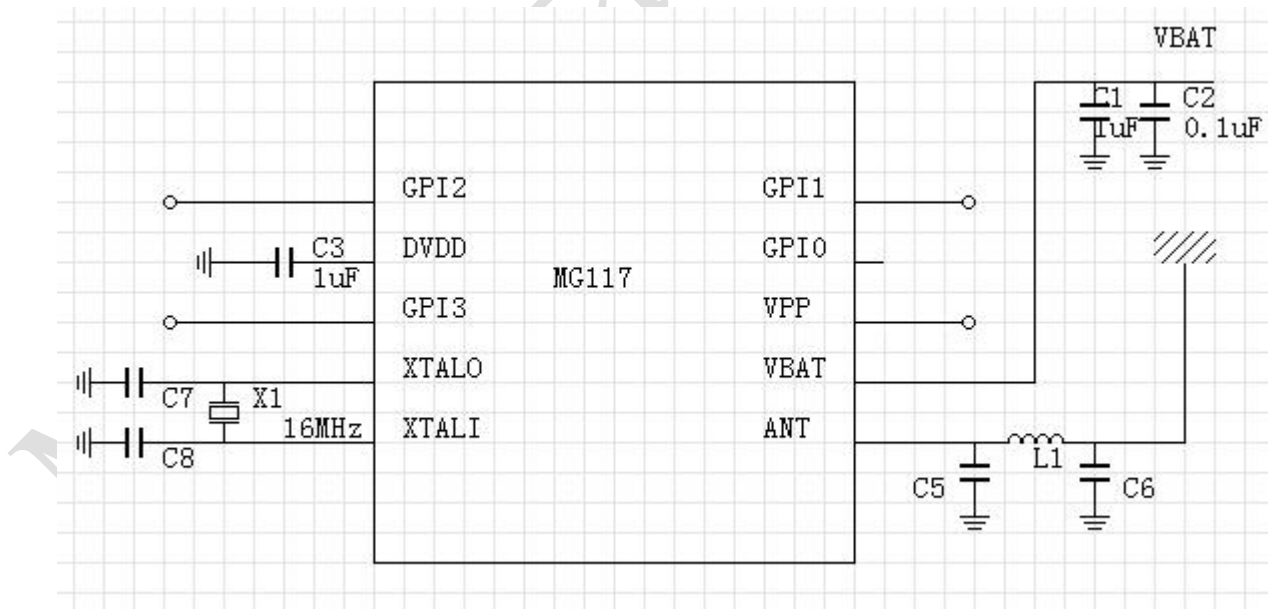 VBAT
C1 C2
1uF 0.1uF
GPI2 GPI1
C3 DVDD GPI0
1uF MG117
GPI3 VPP
XTALO VBAT
C7 X1
16MHz XTALI ANT
C8 L1
C5 C6